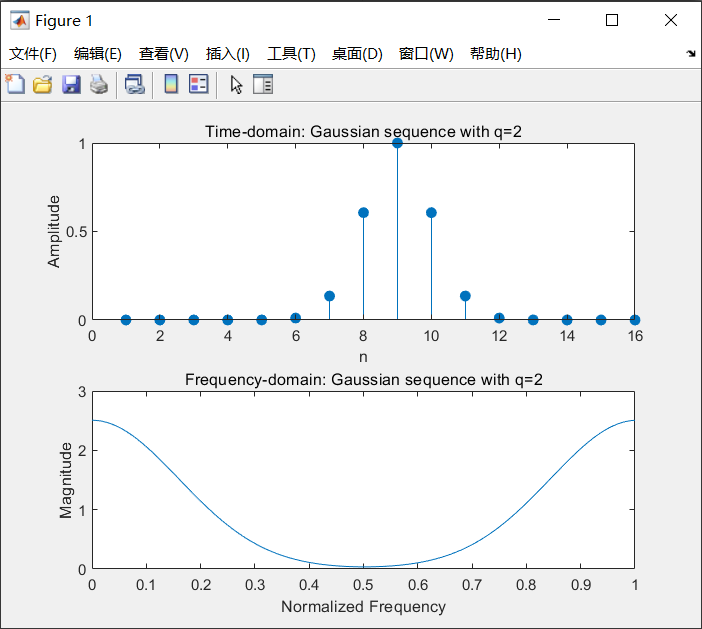 Figure 1
文件(F) 编辑(E) 查看(V) 插入(I) 工具(T) 桌面(D) 窗口(W) 帮助(H)
Time-domain: Gaussian sequence with q=2
1
0.5
0
Amplitude
0 2 4 6 8 10 12 14 16
n
Frequency-domain: Gaussian sequence with q=2
3
2
1
0
Magnitude
0 0.1 0.2 0.3 0.4 0.5 0.6 0.7 0.8 0.9 1
Normalized Frequency